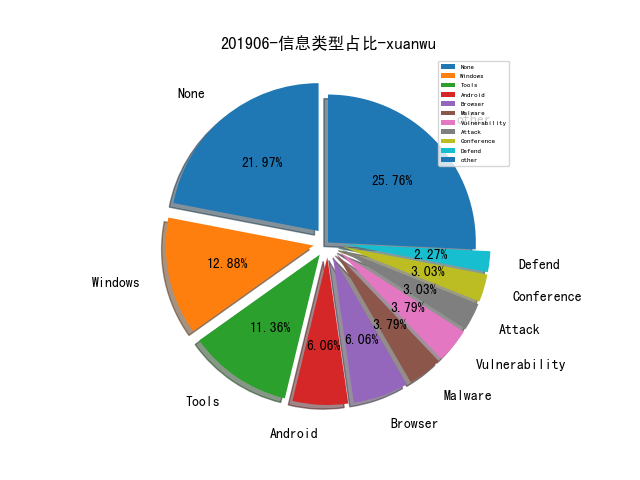 201906-信息类型占比-xuanwu
None
Windows
Tools
Android
Browser
Malware
Vulnerability
Attack
Conference
Defend
other
None
other
21.97%
25.76%
2.27%
Defend
12.88%
3.03%
Windows
Conference
3.03%
3.79%
Attack
11.36%
3.79%
6.06%
6.06%
Vulnerability
Tools
Malware
Browser
Android